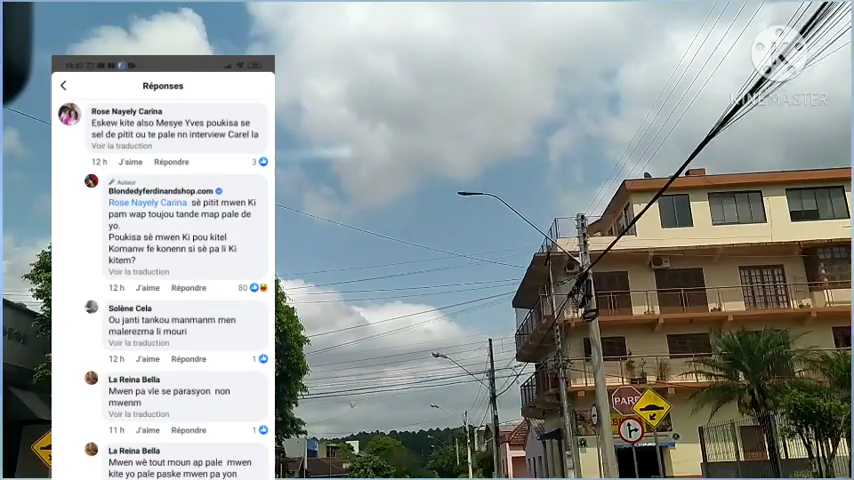 15:37
Réponses
Rose Nayely Carina
Eskew kite also Mesye Yves poukisa se
sel de pitit ou te pale nn interview Carel la
Voir la traduction
12 h J'aime Répondre 3
Auteur
Blondedyferdinandshop.com
Rose Nayely Carina sè pitit mwen Ki
pam wap toujou tande map pale de
yo.
Poukisa sè mwen Ki pou kitel
Komanw fe konenn si sè pa li Ki
kitem?
Voir la traduction
12 h J'aime Répondre 80
Solène Cela
Ou janti tankou manmanm men
malerezma li mouri
Voir la traduction
12 h J'aime Répondre 1
La Reina Bella
Mwen pa vle se parasyon non
mwenm
Voir la traduction
11 h J'aime Répondre 1
La Reina Bella
Mwen wè tout moun ap pale mwen
kite yo pale paske mwen pa yon
KINEMASTER
PARE